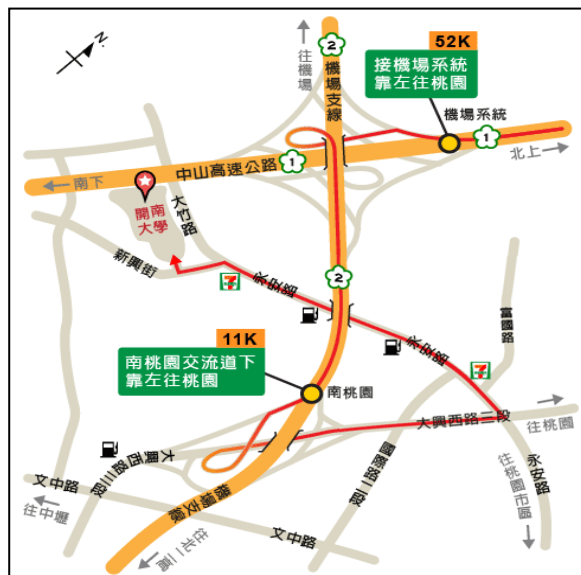 N.
2
往機場
機場支線
52K
接機場系統
靠左往桃園
機場系統
1
北上
中山高速公路
1
南下
開南
大學
大竹路
新興街
2
永安路
7
富國路
永安路
7
11K
南桃園交流道下
靠左往桃園
南桃園
大興西路二段
往桃園
大興西路三段
國際路二段
永安路
往桃園市區
文中路
往中壢
機場支線
文中路
往北二高